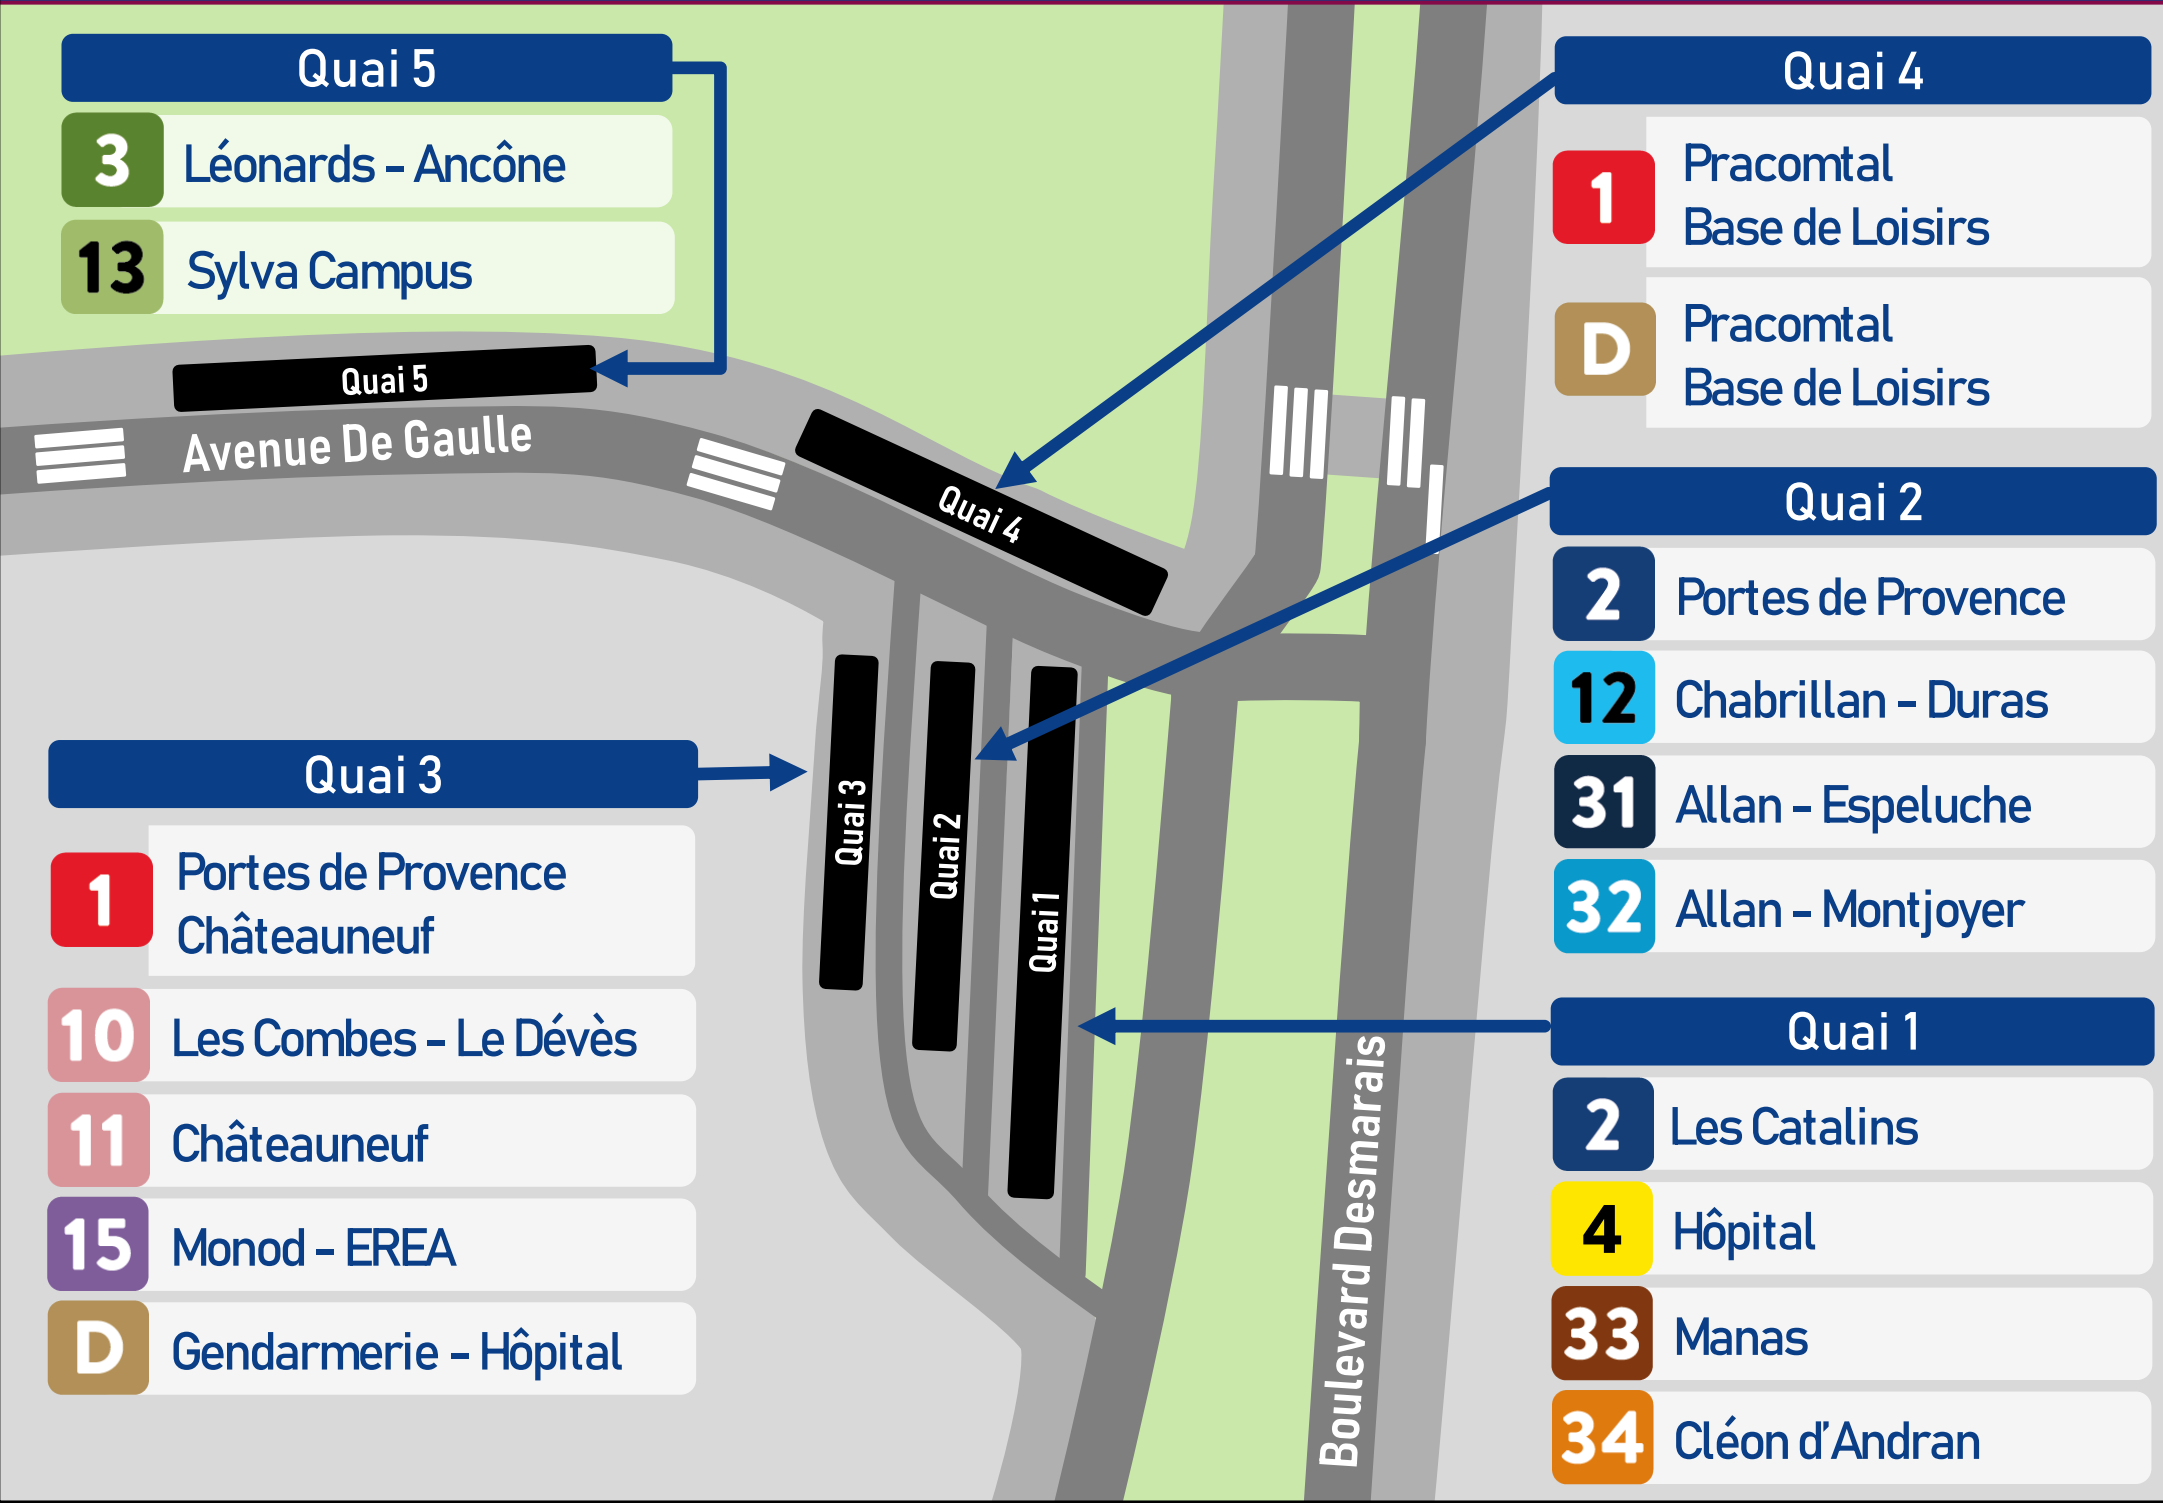 Quai 5
3
Léonards - Ancône
13
Sylva Campus
Quai 4
1
Pracomtal
Base de Loisirs
D
Pracomtal
Base de Loisirs
Quai 5
Avenue De Gaulle
Quai 4
Quai 2
2
Portes de Provence
12
Chabrillan - Duras
31
Allan - Espeluche
32
Allan - Montjoyer
Quai 3
1
Portes de Provence
Châteauneuf
10
Les Combes - Le Dévès
11
Châteauneuf
15
Monod - EREA
D
Gendarmerie - Hôpital
Quai 3
Quai 2
Quai 1
Boulevard Desmarais
Quai 1
2
Les Catalins
4
Hôpital
33
Manas
34
Cléon d'Andran